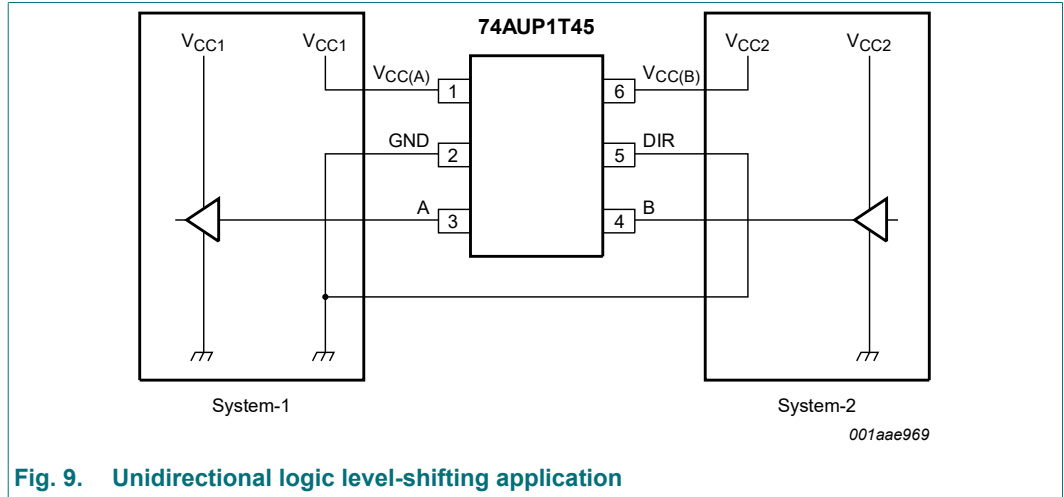 74AUP1T45
VCC1 VCC1 VCC2 VCC2
VCC(A) 1 6 VCC(B)
GND 2 5 DIR
A 3 4 B
System-1 System-2
001aae969
Fig. 9. Unidirectional logic level-shifting application